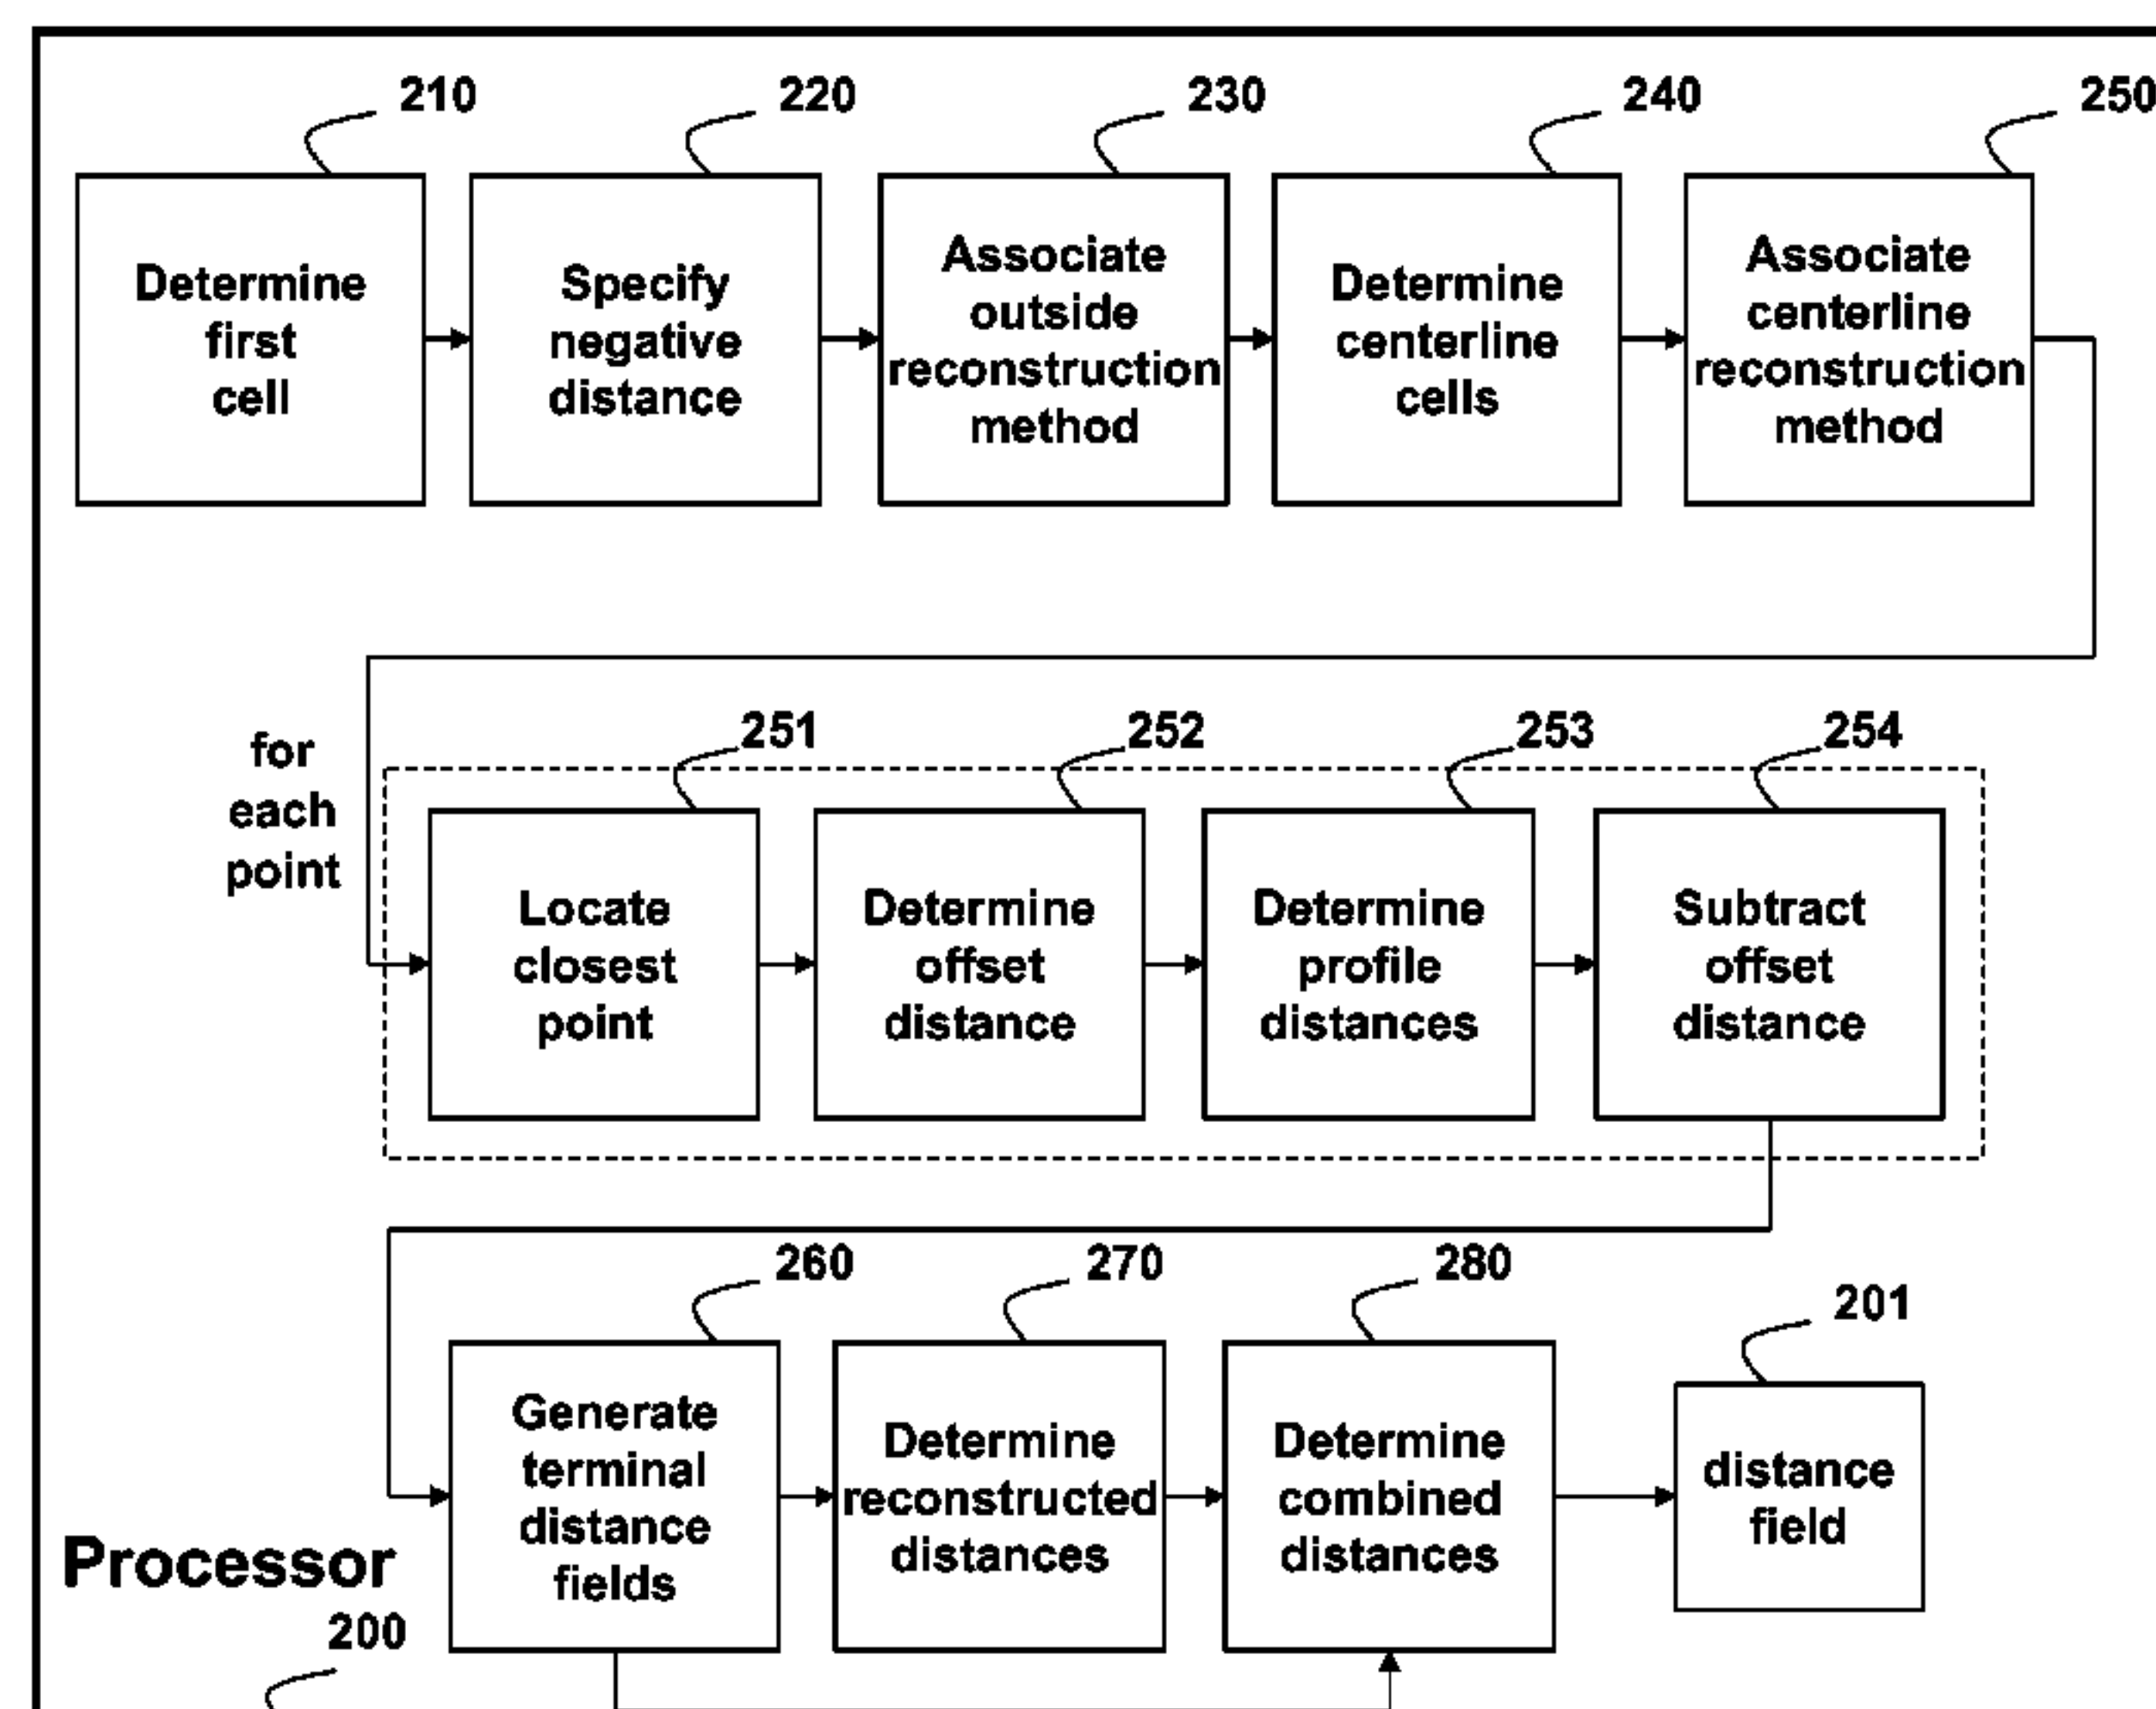 210
220
230
240
250
Determine
first
cell
Specify
negative
distance
Associate
outside
reconstruction
method
Determine
centerline
cells
Associate
centerline
reconstruction
method
for
each
point
251
252
253
254
Locate
closest
point
Determine
offset
distance
Determine
profile
distances
Subtract
offset
distance
260
270
280
201
Generate
terminal
distance
fields
Determine
reconstructed
distances
Determine
combined
distances
distance
field
Processor
200